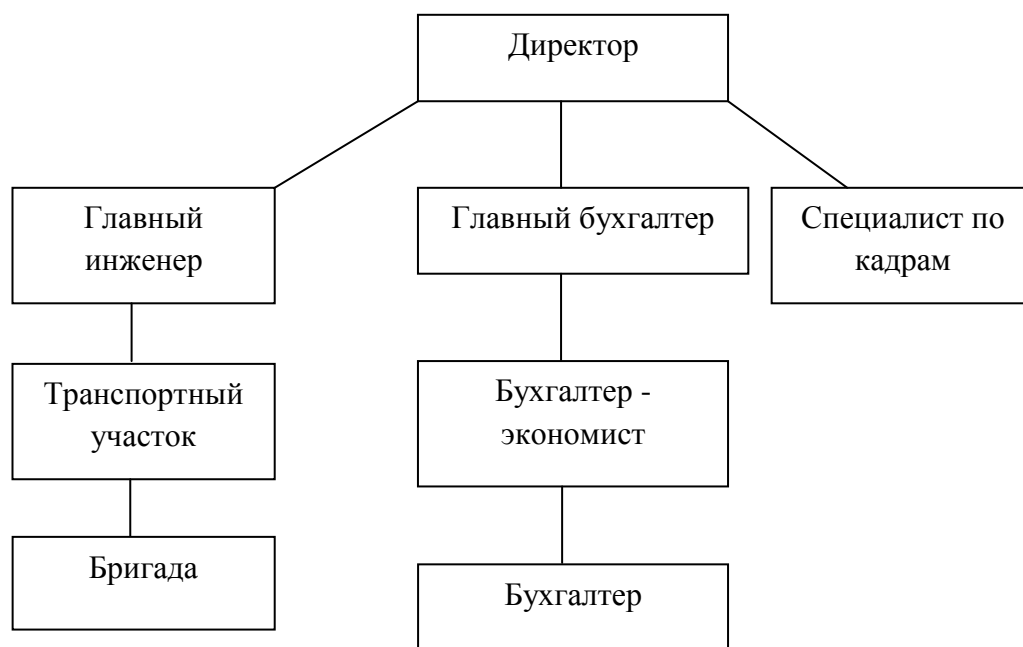 Директор
Главный
инженер
Главный бухгалтер
Специалист по
кадрам
Транспортный
участок
Бухгалтер -
экономист
Бригада
Бухгалтер